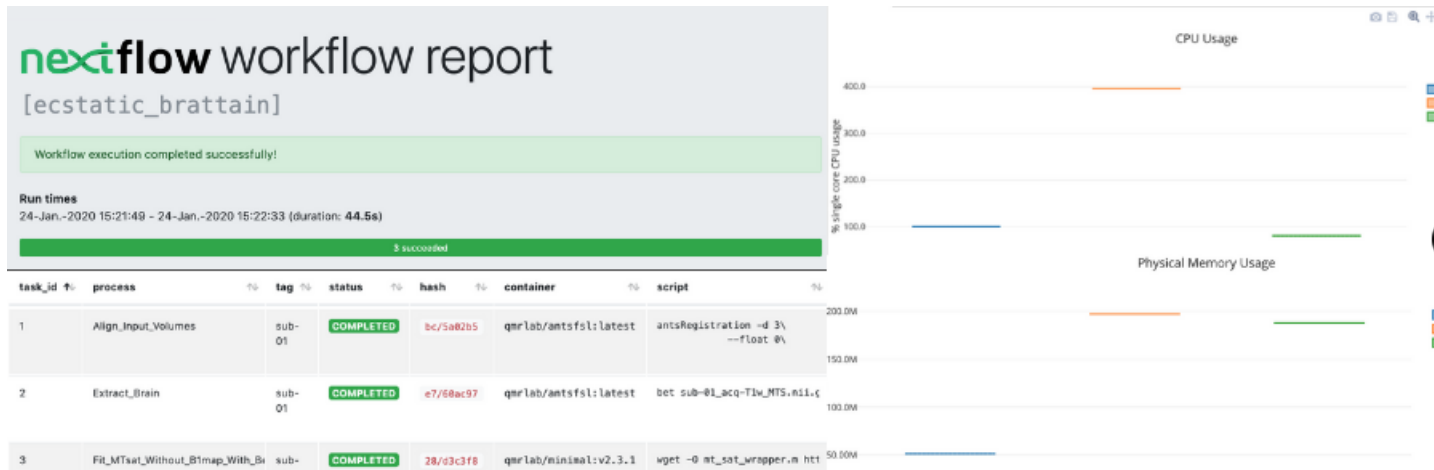 nextflow workflow report
[ecstatic_brattain]
Workflow execution completed successfully!
Run times
24-Jan.-2020 15:21:49 - 24-Jan.-2020 15:22:33 (duration: 44.5s)
3 succeeded
task_id process tag status hash container script
1 Align_Input_Volumes sub-01 COMPLETED bc/5a02b5 qmrlab/antsfsl:latest antsRegistration -d 3\
--float 0\
2 Extract_Brain sub-01 COMPLETED e7/60ac97 qmrlab/antsfsl:latest bet sub-01_acq-T1w_MTS.nii.g
3 Fit_MTsat_Without_B1map_With_Be sub- COMPLETED 28/d3c3f8 qmrlab/minimal:v2.3.1 wget -O mt_sat_wrapper.m htt
CPU Usage
% single core CPU usage
400.0
300.0
200.0
100.0
Physical Memory Usage
200.0M
150.0M
100.0M
50.00M